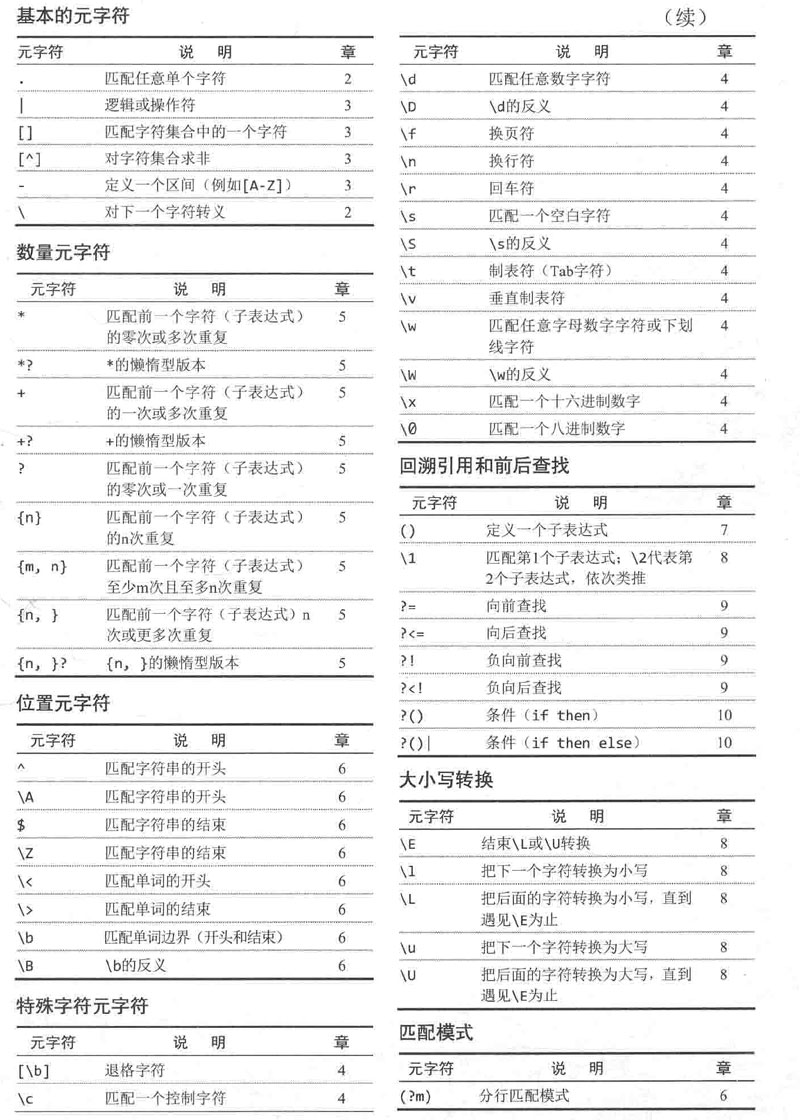 基本的元字符
元字符 说 明 章
. 匹配任意单个字符 2
| 逻辑或操作符 3
[] 匹配字符集合中的一个字符 3
[^] 对字符集合求非 3
- 定义一个区间（例如[A-Z]） 3
\ 对下一个字符转义 2
数量元字符
元字符 说 明 章
* 匹配前一个字符（子表达式） 5
的零次或多次重复
*? *的懒惰型版本 5
+ 匹配前一个字符（子表达式） 5
的一次或多次重复
+? +的懒惰型版本 5
? 匹配前一个字符（子表达式） 5
的零次或一次重复
{n} 匹配前一个字符（子表达式） 5
的n次重复
{m, n} 匹配前一个字符（子表达式） 5
至少m次且至多n次重复
{n, } 匹配前一个字符（子表达式）n 5
次或更多次重复
{n, }? {n, }的懒惰型版本 5
位置元字符
元字符 说 明 章
^ 匹配字符串的开头 6
\A 匹配字符串的开头 6
$ 匹配字符串的结束 6
\Z 匹配字符串的结束 6
\< 匹配单词的开头 6
\> 匹配单词的结束 6
\b 匹配单词边界（开头和结束） 6
\B \b的反义 6
特殊字符元字符
元字符 说 明 章
[\b] 退格字符 4
\c 匹配一个控制字符 4
（续）
元字符 说 明 章
\d 匹配任意数字字符 4
\D \d的反义 4
\f 换页符 4
\n 换行符 4
\r 回车符 4
\s 匹配一个空白字符 4
\S \s的反义 4
\t 制表符（Tab字符） 4
\v 垂直制表符 4
\w 匹配任意字母数字字符或下划 4
线字符
\W \w的反义 4
\x 匹配一个十六进制数字 4
\0 匹配一个八进制数字 4
回溯引用和前后查找
元字符 说 明 章
() 定义一个子表达式 7
\1 匹配第1个子表达式；\2代表第 8
2个子表达式，依次类推
?= 向前查找 9
?<= 向后查找 9
?! 负向前查找 9
?<! 负向后查找 9
?() 条件（if then） 10
?()| 条件（if then else） 10
大小写转换
元字符 说 明 章
\E 结束\L或\U转换 8
\l 把下一个字符转换为小写 8
\L 把后面的字符转换为小写，直到 8
遇见\E为止
\u 把下一个字符转换为大写 8
\U 把后面的字符转换为大写，直到 8
遇见\E为止
匹配模式
元字符 说 明 章
(?m) 分行匹配模式 6